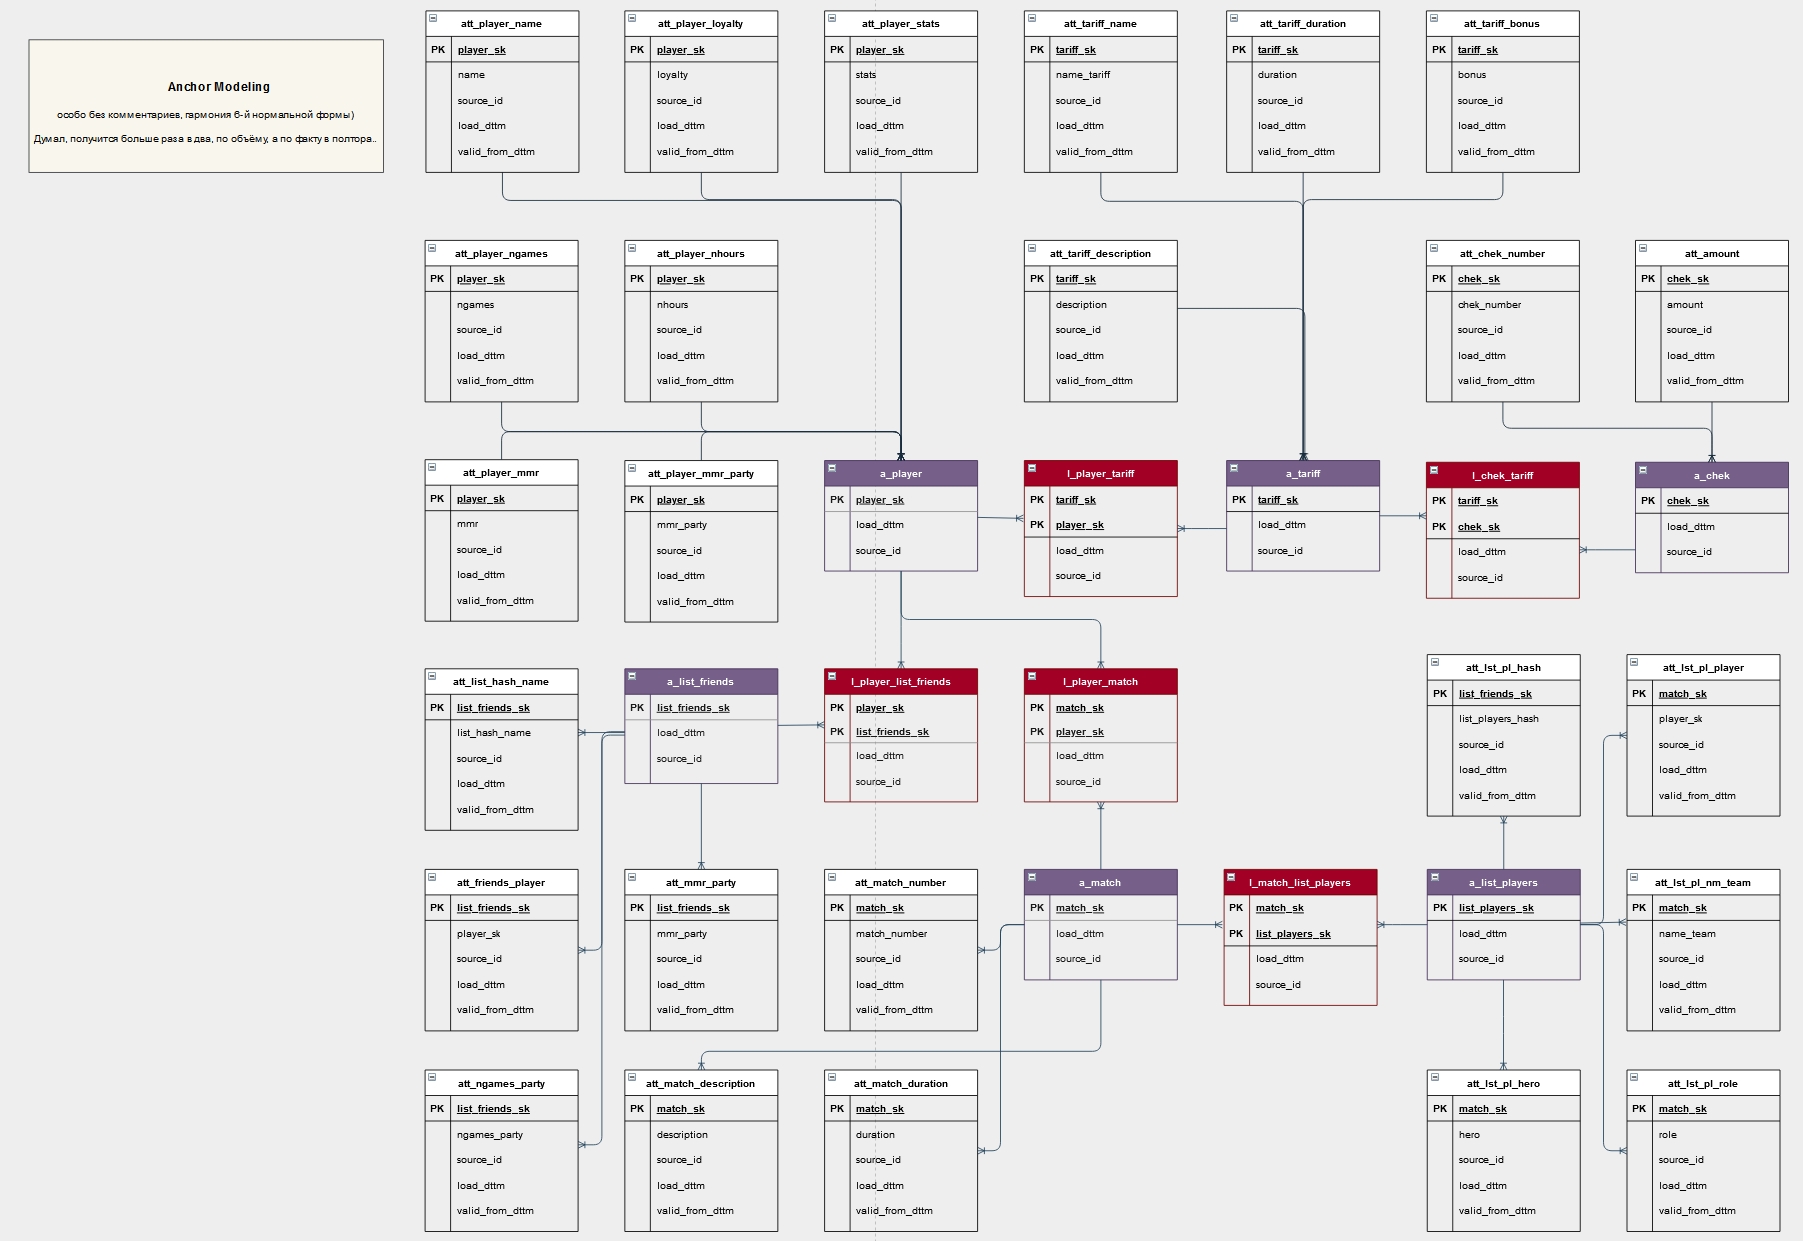 Anchor Modeling
особо без комментариев, гармония 6-й нормальной формы)
Думал, получится больше раза в два, по объёму, а по факту в полтора..
att_player_name
PK player_sk
name
source_id
load_dttm
valid_from_dttm
att_player_loyalty
PK player_sk
loyalty
source_id
load_dttm
valid_from_dttm
att_player_stats
PK player_sk
stats
source_id
load_dttm
valid_from_dttm
att_tariff_name
PK tariff_sk
name_tariff
source_id
load_dttm
valid_from_dttm
att_tariff_duration
PK tariff_sk
duration
source_id
load_dttm
valid_from_dttm
att_tariff_bonus
PK tariff_sk
bonus
source_id
load_dttm
valid_from_dttm
att_player_ngames
PK player_sk
ngames
source_id
load_dttm
valid_from_dttm
att_player_nhours
PK player_sk
nhours
source_id
load_dttm
valid_from_dttm
att_tariff_description
PK tariff_sk
description
source_id
load_dttm
valid_from_dttm
att_chek_number
PK chek_sk
chek_number
source_id
load_dttm
valid_from_dttm
att_amount
PK chek_sk
amount
source_id
load_dttm
valid_from_dttm
att_player_mmr
PK player_sk
mmr
source_id
load_dttm
valid_from_dttm
att_player_mmr_party
PK player_sk
mmr_party
source_id
load_dttm
valid_from_dttm
a_player
PK player_sk
load_dttm
source_id
l_player_tariff
PK tariff_sk
PK player_sk
load_dttm
source_id
a_tariff
PK tariff_sk
load_dttm
source_id
l_chek_tariff
PK tariff_sk
PK chek_sk
load_dttm
source_id
a_chek
PK chek_sk
load_dttm
source_id
att_list_hash_name
PK list_friends_sk
list_hash_name
source_id
load_dttm
valid_from_dttm
a_list_friends
PK list_friends_sk
load_dttm
source_id
l_player_list_friends
PK player_sk
PK list_friends_sk
load_dttm
source_id
l_player_match
PK match_sk
PK player_sk
load_dttm
source_id
att_lst_pl_hash
PK list_friends_sk
list_players_hash
source_id
load_dttm
valid_from_dttm
att_lst_pl_player
PK match_sk
player_sk
source_id
load_dttm
valid_from_dttm
att_friends_player
PK list_friends_sk
player_sk
source_id
load_dttm
valid_from_dttm
att_mmr_party
PK list_friends_sk
mmr_party
source_id
load_dttm
valid_from_dttm
att_match_number
PK match_sk
match_number
source_id
load_dttm
valid_from_dttm
a_match
PK match_sk
load_dttm
source_id
l_match_list_players
PK match_sk
PK list_players_sk
load_dttm
source_id
a_list_players
PK list_players_sk
load_dttm
source_id
att_lst_pl_nm_team
PK match_sk
name_team
source_id
load_dttm
valid_from_dttm
att_ngames_party
PK list_friends_sk
ngames_party
source_id
load_dttm
valid_from_dttm
att_match_description
PK match_sk
description
source_id
load_dttm
valid_from_dttm
att_match_duration
PK match_sk
duration
source_id
load_dttm
valid_from_dttm
att_lst_pl_hero
PK match_sk
hero
source_id
load_dttm
valid_from_dttm
att_lst_pl_role
PK match_sk
role
source_id
load_dttm
valid_from_dttm